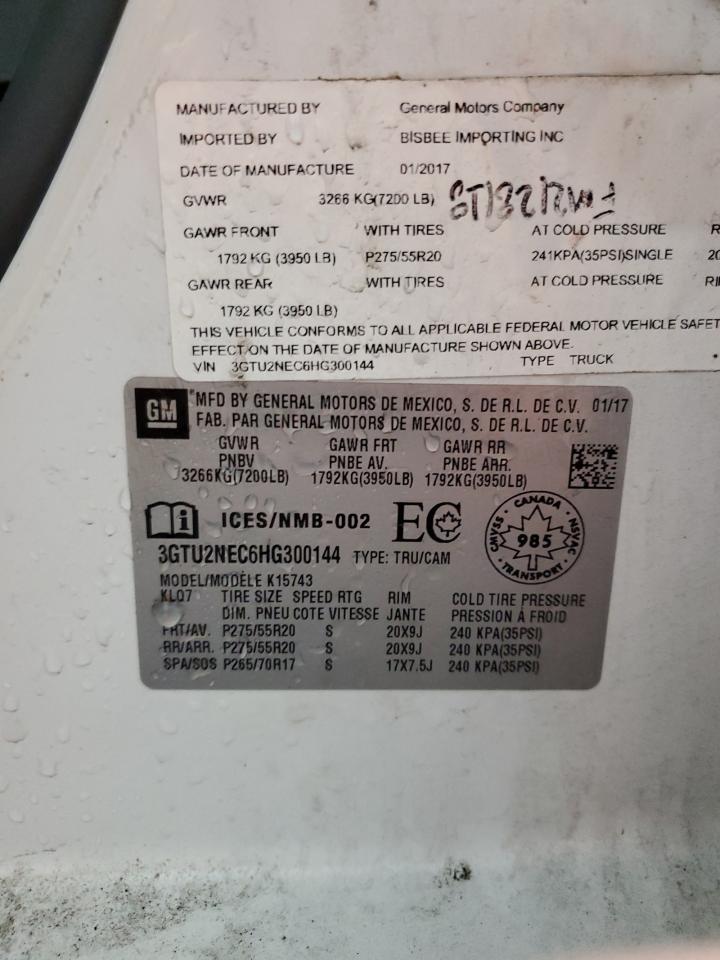 MANUFACTURED BY General Motors Company
IMPORTED BY BISBEE IMPORTING INC
DATE OF MANUFACTURE 01/2017
GVWR 3266 KG(7200 LB)
GAWR FRONT WITH TIRES AT COLD PRESSURE
1792 KG (3950 LB) P275/55R20 241KPA(35PSI)SINGLE 20
GAWR REAR WITH TIRES AT COLD PRESSURE
1792 KG (3950 LB)
THIS VEHICLE CONFORMS TO ALL APPLICABLE FEDERAL MOTOR VEHICLE SAFET
EFFECT ON THE DATE OF MANUFACTURE SHOWN ABOVE.
VIN 3GTU2NEC6HG300144 TYPE TRUCK
GM MFD BY GENERAL MOTORS DE MEXICO, S. DE R.L. DE C.V. 01/17
FAB. PAR GENERAL MOTORS DE MEXICO, S. DE R.L. DE C.V.
GVWR GAWR FRT GAWR RR
PNBV PNBE AV. PNBE ARR.
3266KG(7200LB) 1792KG(3950LB) 1792KG(3950LB)
i ICES/NMB-002 EC CANADA CMVSS 985 NSVAC TRANSPORT
3GTU2NEC6HG300144 TYPE: TRU/CAM
MODEL/MODÈLE K15743
KL07 TIRE SIZE SPEED RTG RIM COLD TIRE PRESSURE
DIM. PNEU COTE VITESSE JANTE PRESSION À FROID
FRT/AV. P275/55R20 S 20X9J 240 KPA(35PSI)
RR/ARR. P275/55R20 S 20X9J 240 KPA(35PSI)
SPA/SOS P265/70R17 S 17X7.5J 240 KPA(35PSI)